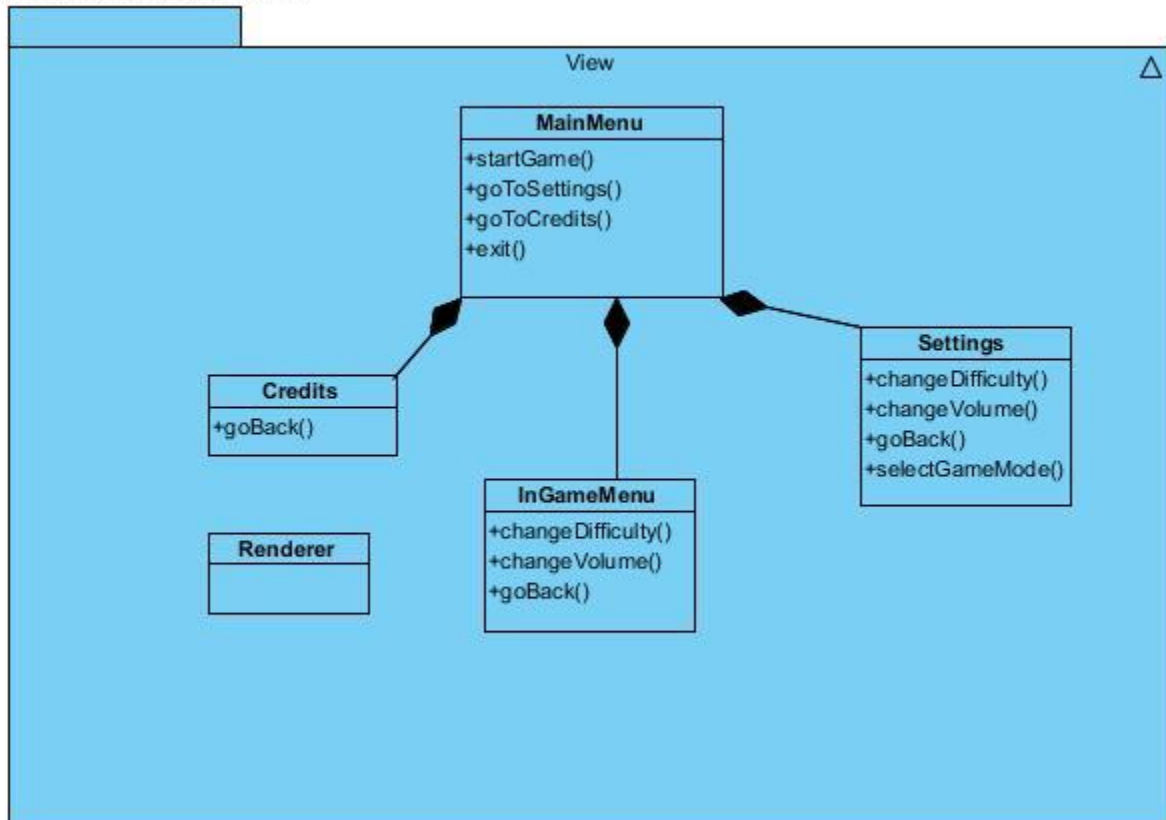 View
MainMenu
+startGame()
+goToSettings()
+goToCredits()
+exit()
Credits
+goBack()
InGameMenu
+changeDifficulty()
+changeVolume()
+goBack()
Settings
+changeDifficulty()
+changeVolume()
+goBack()
+selectGameMode()
Renderer